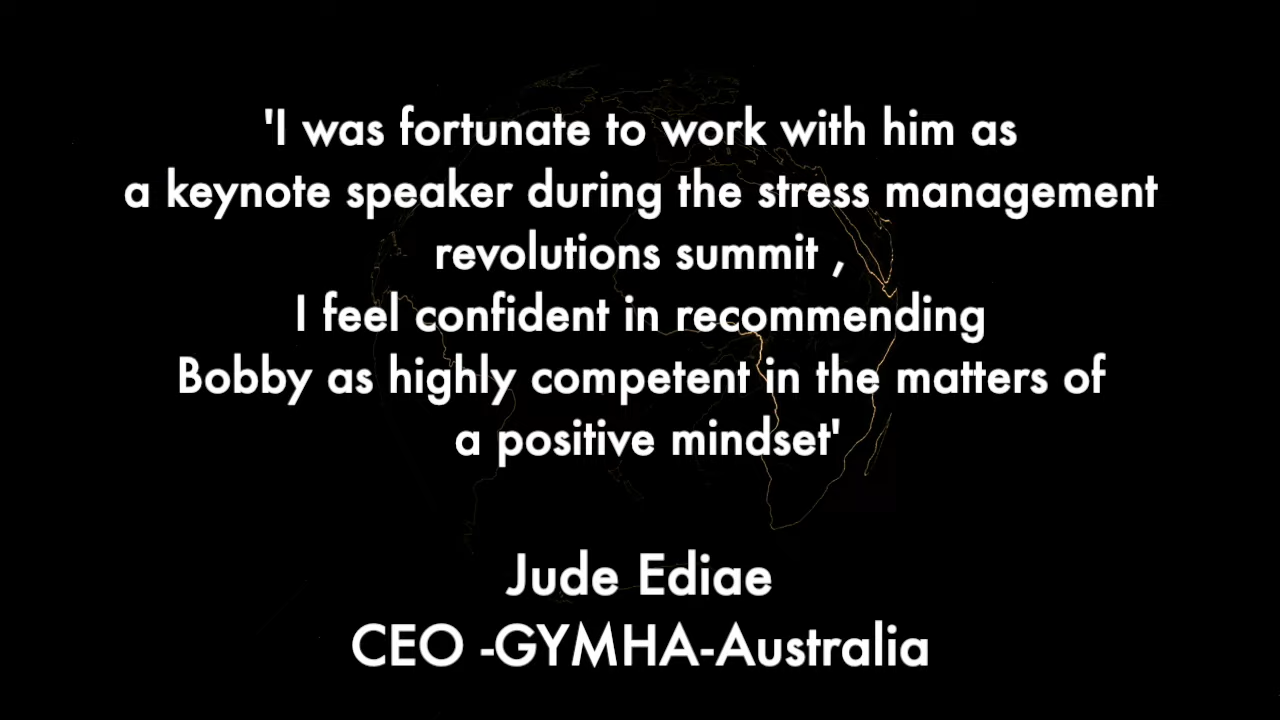 'I was fortunate to work with him as
a keynote speaker during the stress management
revolutions summit ,
I feel confident in recommending
Bobby as highly competent in the matters of
a positive mindset'
Jude Ediae
CEO -GYMHA-Australia